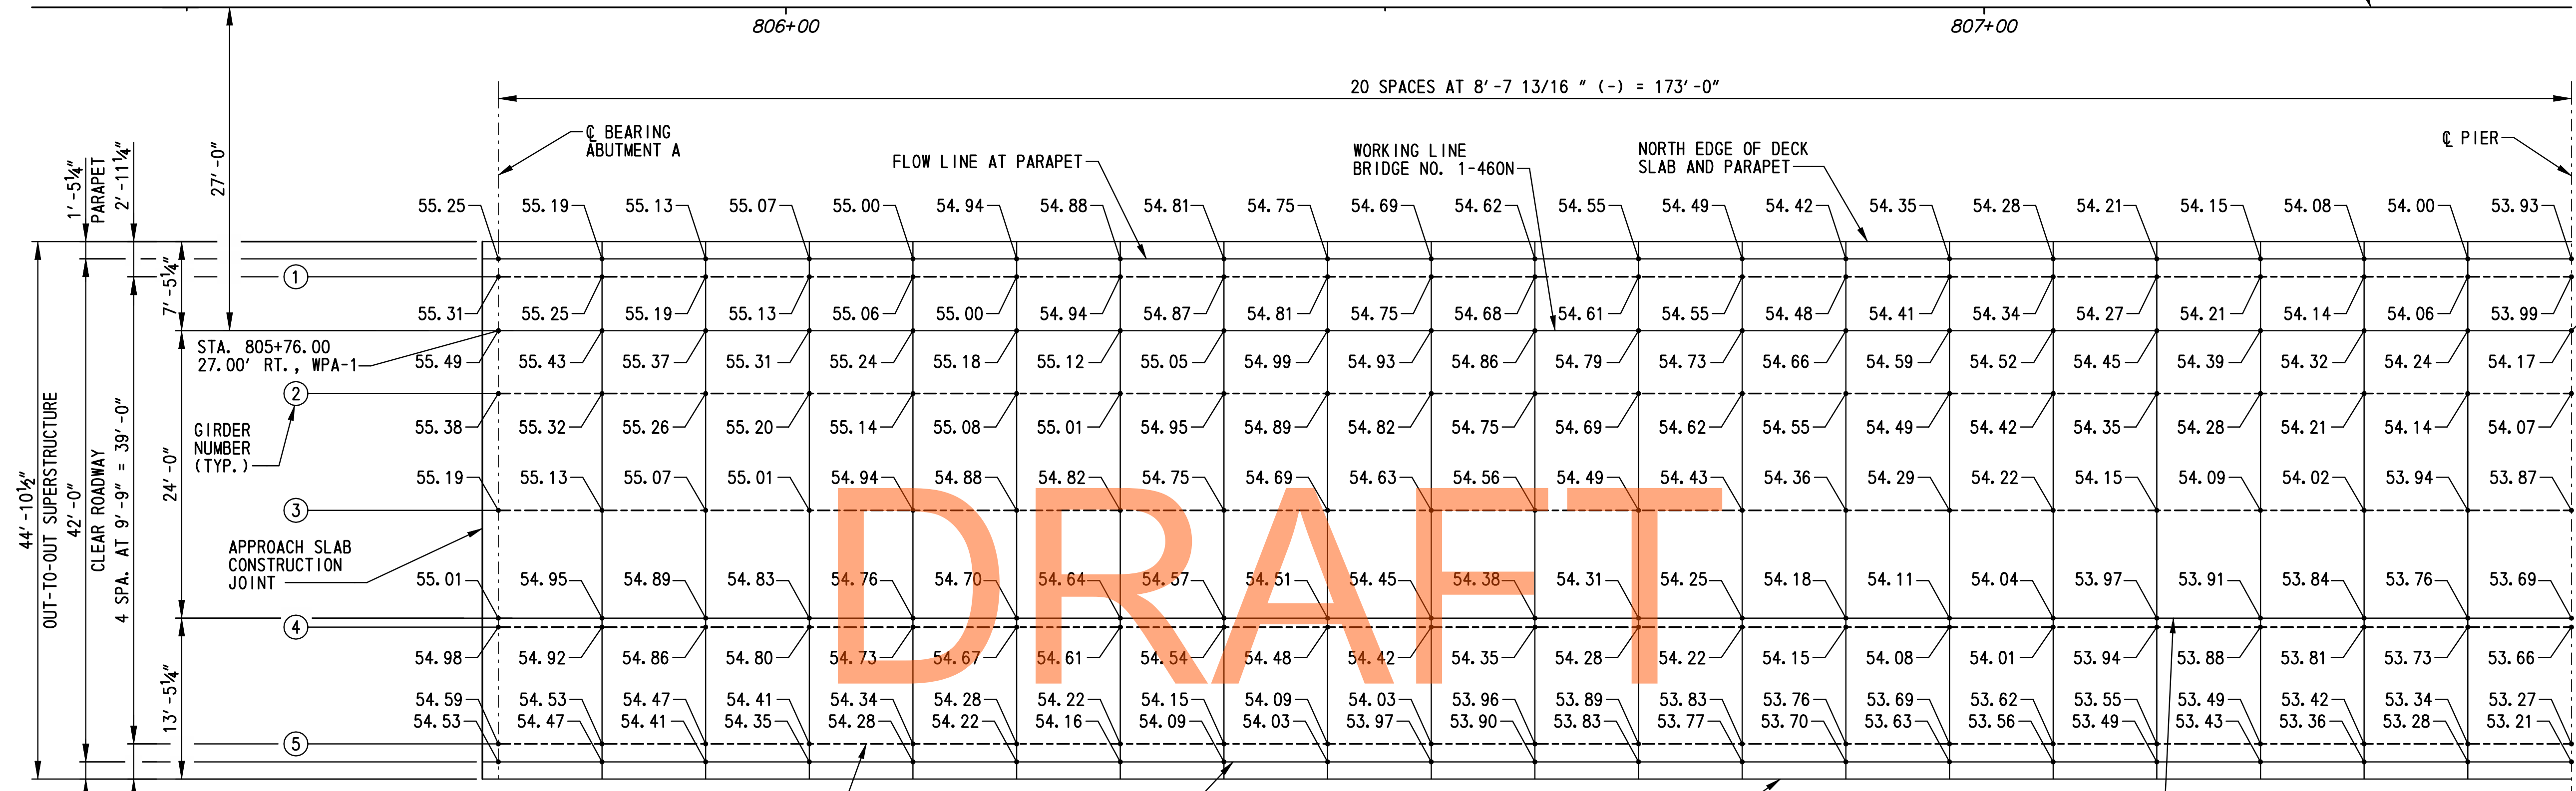 806+00 807+00
20 SPACES AT 8'-7 13/16 " (-) = 173'-0"
℄ BEARING
ABUTMENT A
FLOW LINE AT PARAPET
WORKING LINE
BRIDGE NO. 1-460N
NORTH EDGE OF DECK
SLAB AND PARAPET
℄ PIER
1'-5¼"
PARAPET
2'-11¼"
27'-0"
55.25 55.19 55.13 55.07 55.00 54.94 54.88 54.81 54.75 54.69 54.62 54.55 54.49 54.42 54.35 54.28 54.21 54.15 54.08 54.00 53.93
1
7'-5¼"
55.31 55.25 55.19 55.13 55.06 55.00 54.94 54.87 54.81 54.75 54.68 54.61 54.55 54.48 54.41 54.34 54.27 54.21 54.14 54.06 53.99
STA. 805+76.00
27.00' RT., WPA-1
55.49 55.43 55.37 55.31 55.24 55.18 55.12 55.05 54.99 54.93 54.86 54.79 54.73 54.66 54.59 54.52 54.45 54.39 54.32 54.24 54.17
2
GIRDER
NUMBER
(TYP.)
55.38 55.32 55.26 55.20 55.14 55.08 55.01 54.95 54.89 54.82 54.75 54.69 54.62 54.55 54.49 54.42 54.35 54.28 54.21 54.14 54.07
44'-10½"
OUT-TO-OUT SUPERSTRUCTURE
42'-0"
CLEAR ROADWAY
4 SPA. AT 9'-9" = 39'-0"
24'-0"
55.19 55.13 55.07 55.01 54.94 54.88 54.82 54.75 54.69 54.63 54.56 54.49 54.43 54.36 54.29 54.22 54.15 54.09 54.02 53.94 53.87
3
DRAFT
APPROACH SLAB
CONSTRUCTION
JOINT
55.01 54.95 54.89 54.83 54.76 54.70 54.64 54.57 54.51 54.45 54.38 54.31 54.25 54.18 54.11 54.04 53.97 53.91 53.84 53.76 53.69
4
54.98 54.92 54.86 54.80 54.73 54.67 54.61 54.54 54.48 54.42 54.35 54.28 54.22 54.15 54.08 54.01 53.94 53.88 53.81 53.73 53.66
13'-5¼"
54.59 54.53 54.47 54.41 54.34 54.28 54.22 54.15 54.09 54.03 53.96 53.89 53.83 53.76 53.69 53.62 53.55 53.49 53.42 53.34 53.27
54.53 54.47 54.41 54.35 54.28 54.22 54.16 54.09 54.03 53.97 53.90 53.83 53.77 53.70 53.63 53.56 53.49 53.43 53.36 53.28 53.21
5